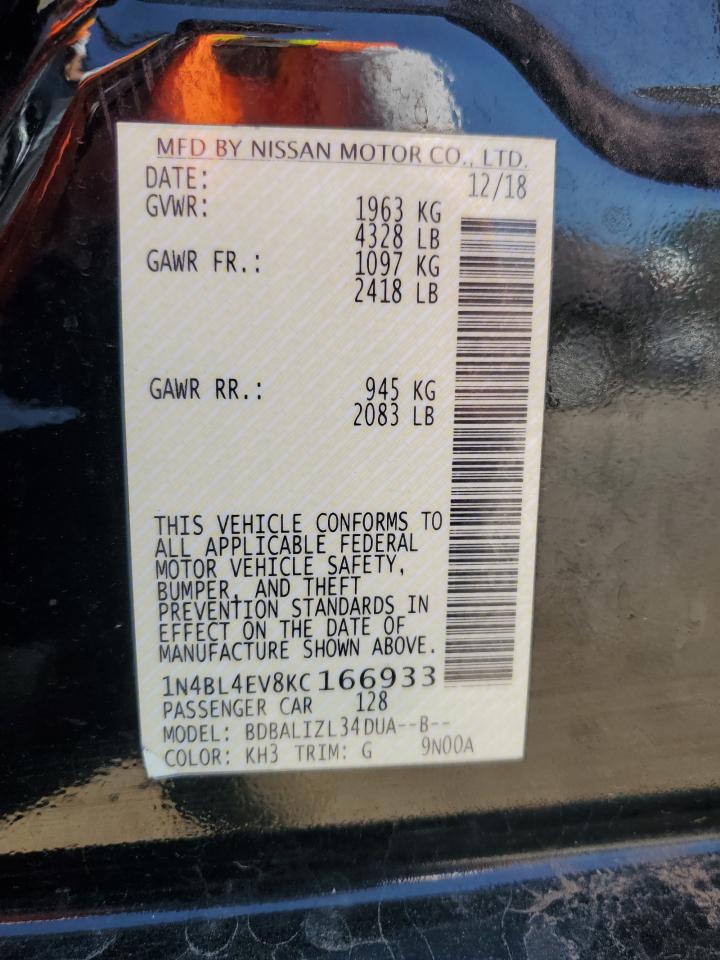 MFD BY NISSAN MOTOR CO., LTD.
DATE: 12/18
GVWR: 1963 KG
4328 LB
GAWR FR.: 1097 KG
2418 LB
GAWR RR.: 945 KG
2083 LB
THIS VEHICLE CONFORMS TO
ALL APPLICABLE FEDERAL
MOTOR VEHICLE SAFETY,
BUMPER, AND THEFT
PREVENTION STANDARDS IN
EFFECT ON THE DATE OF
MANUFACTURE SHOWN ABOVE.
1N4BL4EV8KC166933
PASSENGER CAR 128
MODEL: BDBALIZL34DUA--B--
COLOR: KH3 TRIM: G 9N00A